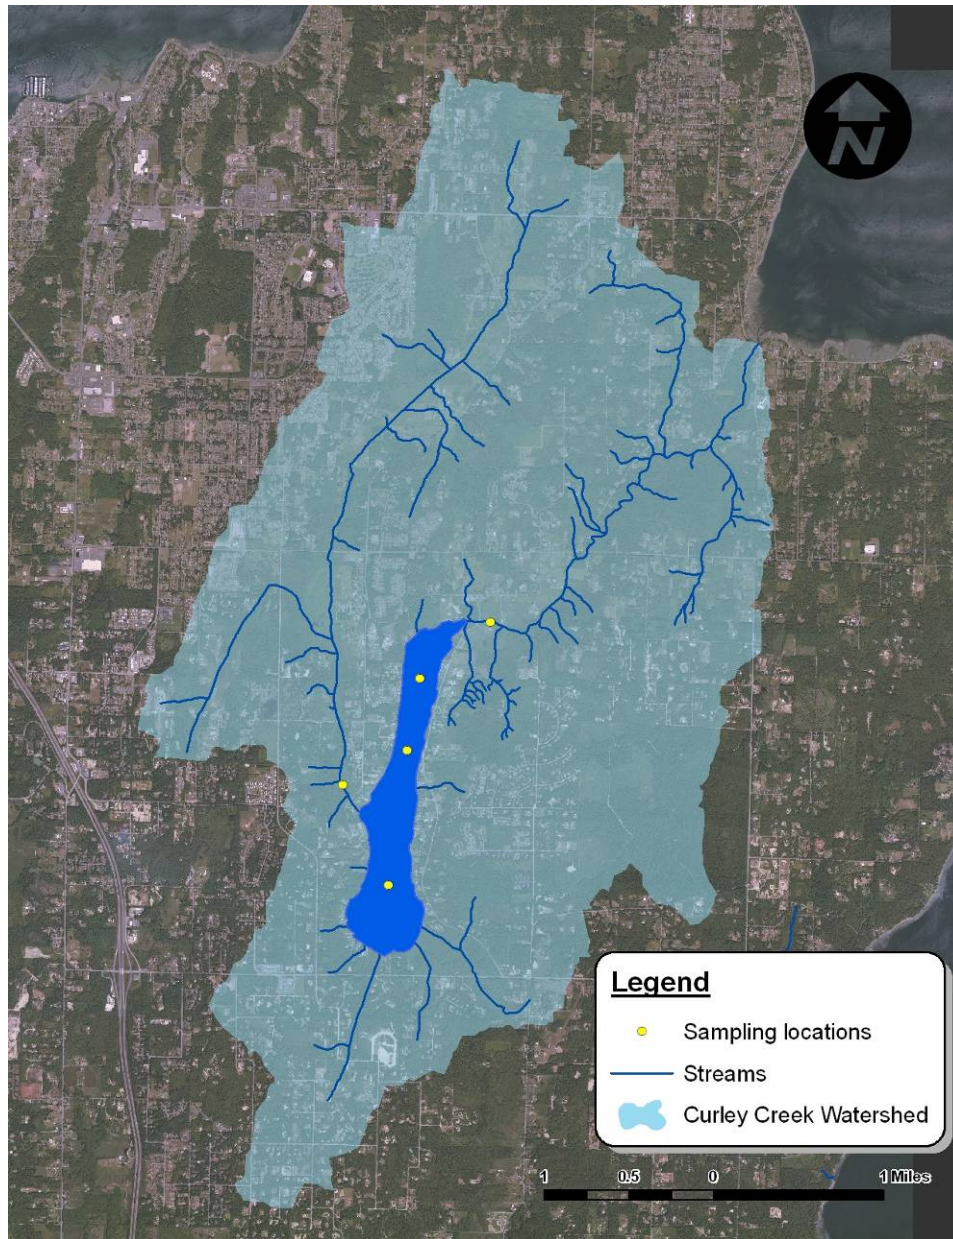 N
Legend
Sampling locations
Streams
Curley Creek Watershed
1 0.5 0 1 Miles